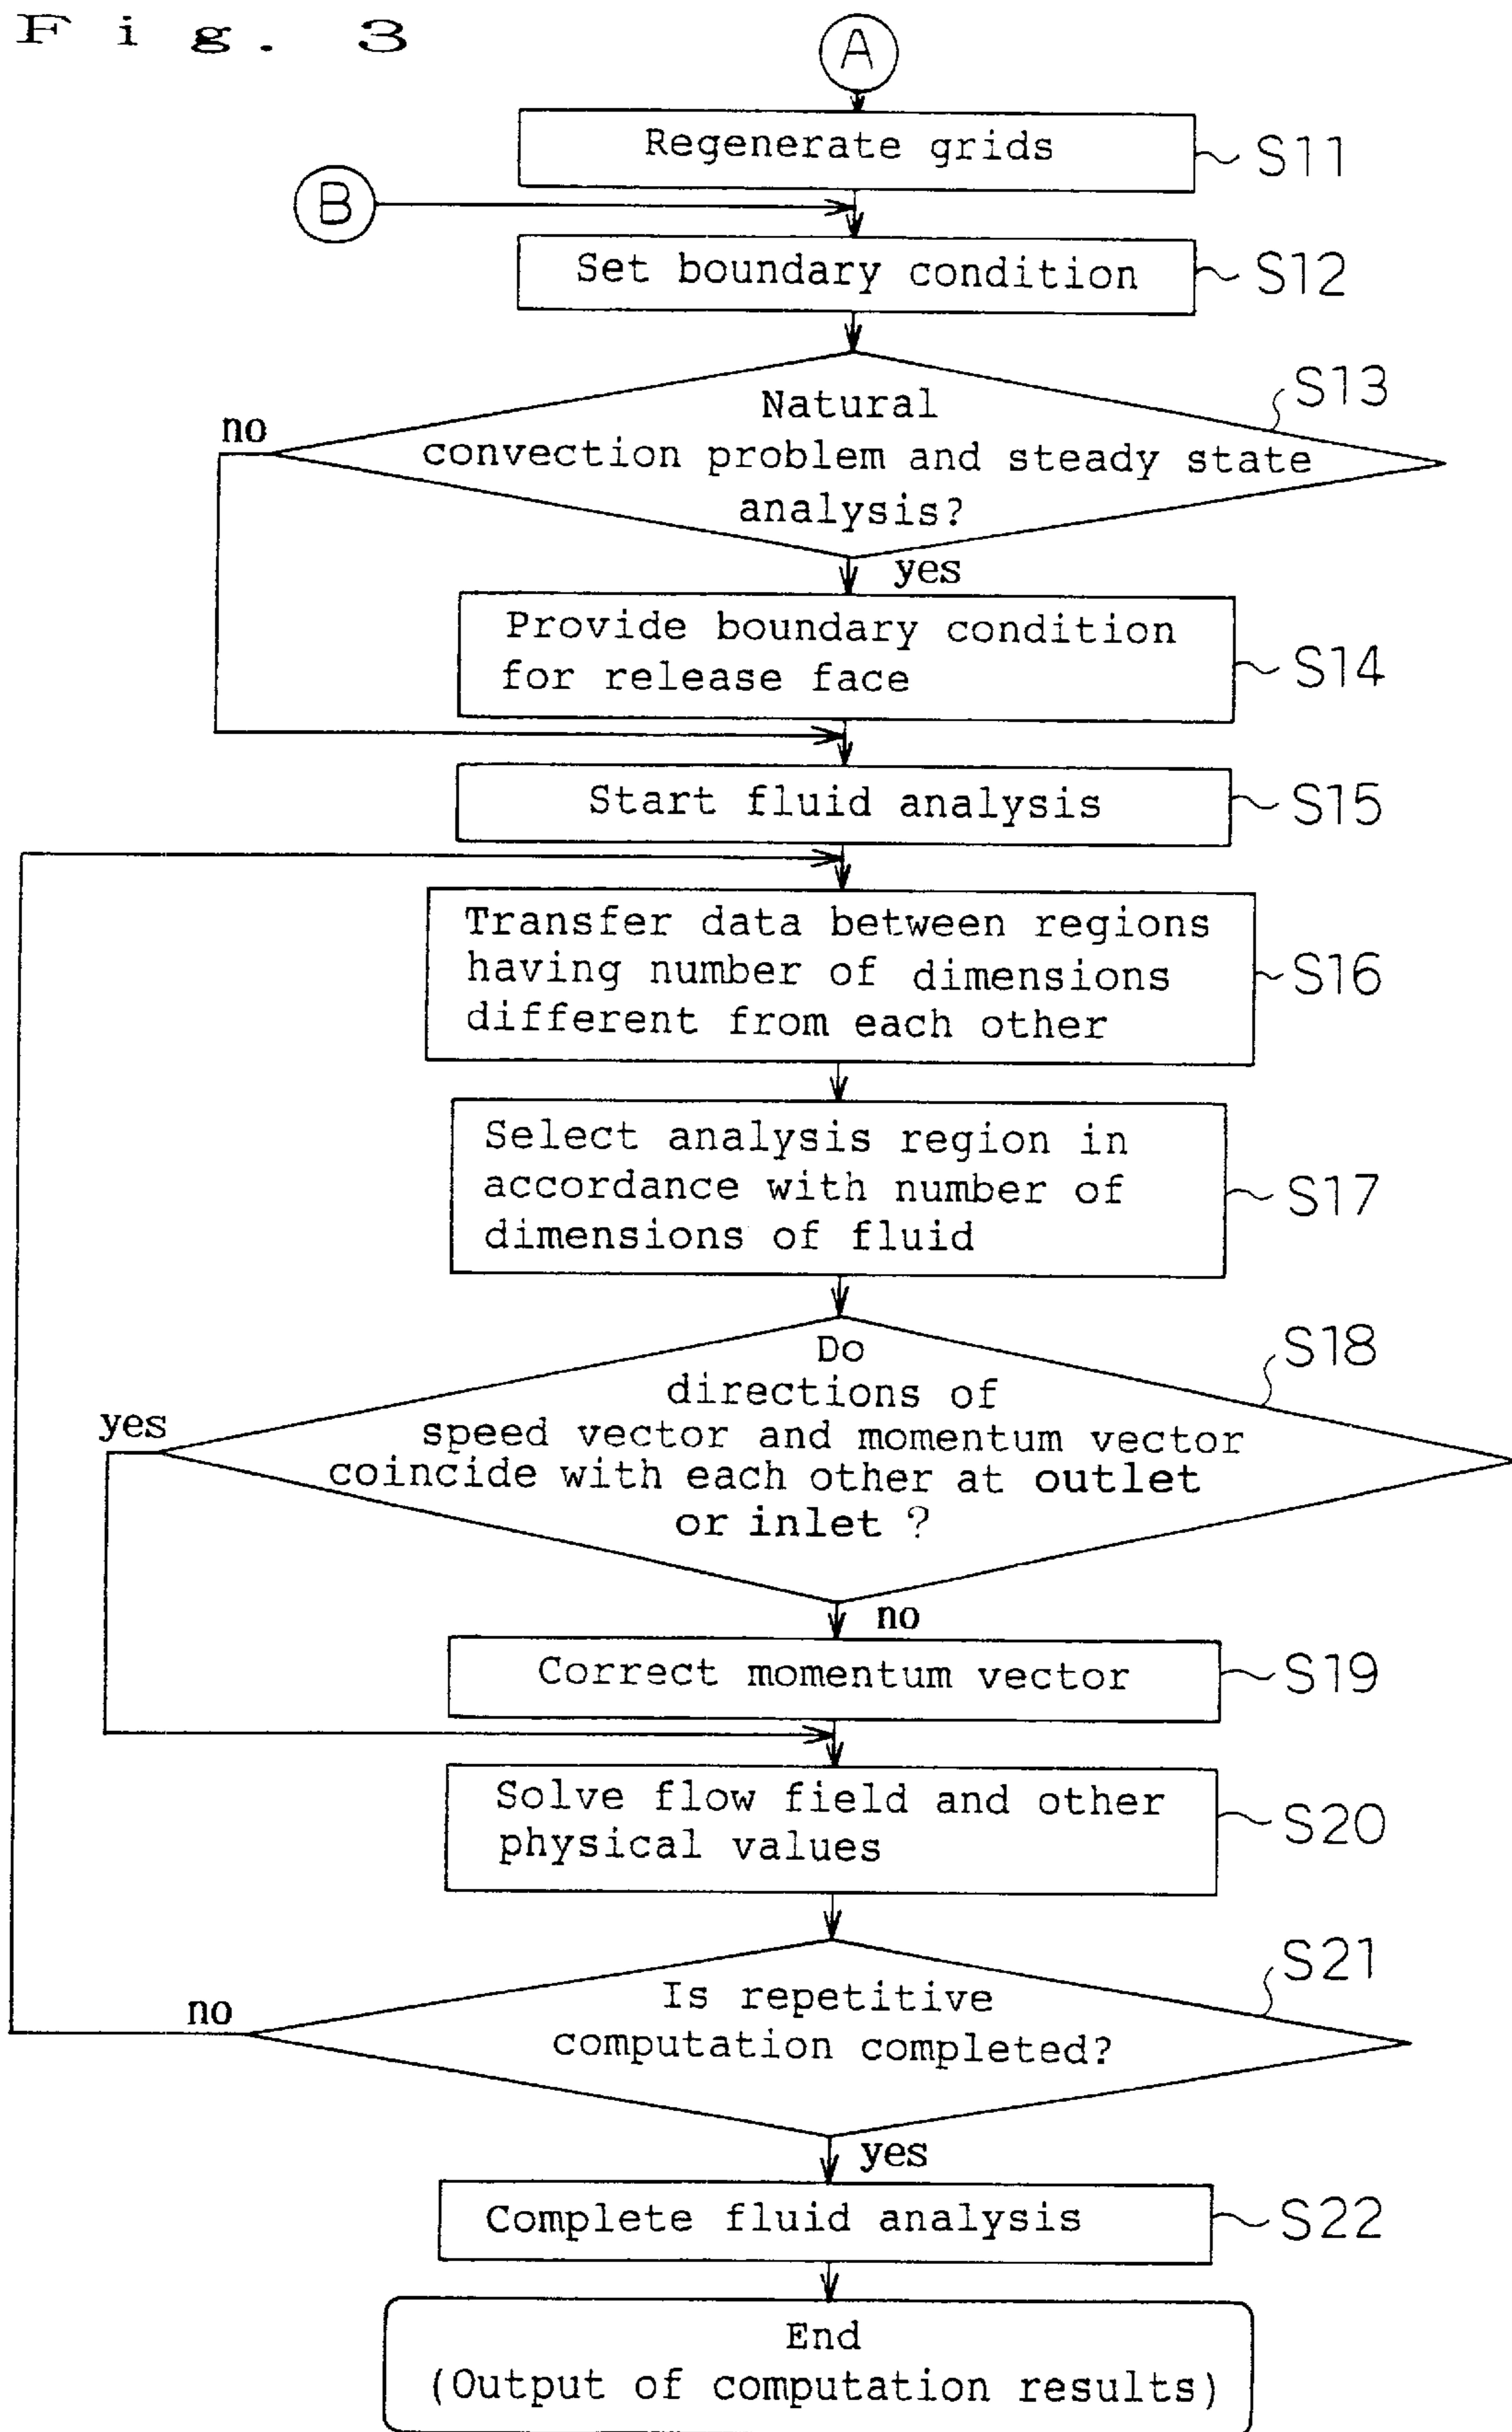 Fig. 3
A
Regenerate grids
S11
B
Set boundary condition
S12
S13
Natural
no
convection problem and steady state
analysis?
yes
Provide boundary condition
for release face
S14
Start fluid analysis
S15
Transfer data between regions
having number of dimensions
different from each other
S16
Select analysis region in
accordance with number of
dimensions of fluid
S17
S18
Do
directions of
yes
speed vector and momentum vector
coincide with each other at outlet
or inlet ?
no
Correct momentum vector
S19
Solve flow field and other
physical values
S20
S21
Is repetitive
no
computation completed?
yes
Complete fluid analysis
S22
End
(Output of computation results)